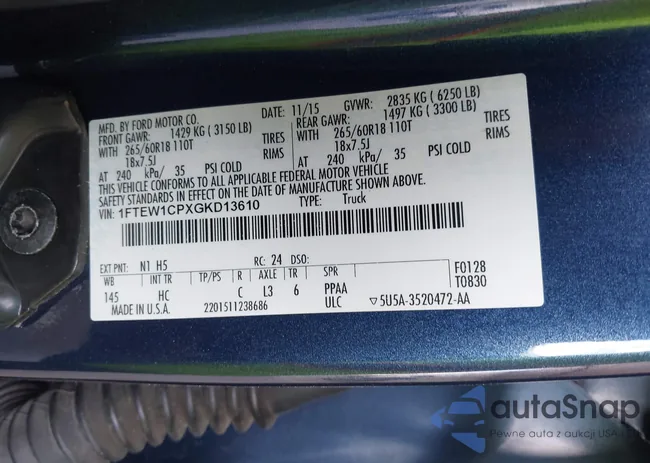 MFD. BY FORD MOTOR CO. DATE: 11/15 GVWR: 2835 KG ( 6250 LB)
FRONT GAWR: 1429 KG ( 3150 LB) REAR GAWR: 1497 KG ( 3300 LB)
WITH 265/60R18 110T TIRES WITH 265/60R18 110T TIRES
18x7.5J RIMS 18x7.5J RIMS
AT 240 kPa/ 35 PSI COLD AT 240 kPa/ 35 PSI COLD
THIS VEHICLE CONFORMS TO ALL APPLICABLE FEDERAL MOTOR VEHICLE
SAFETY STANDARDS IN EFFECT ON THE DATE OF MANUFACTURE SHOWN ABOVE.
VIN: 1FTEW1CPXGKD13610 TYPE: Truck
EXT PNT: N1 H5 RC: 24 DSO: F0128
WB INT TR TP/PS R AXLE TR SPR T0830
145 HC C L3 6 PPAA
MADE IN U.S.A. 2201511238686 ULC ▽5U5A-3520472-AA
autaSnap
Pewne auta z aukcji USA